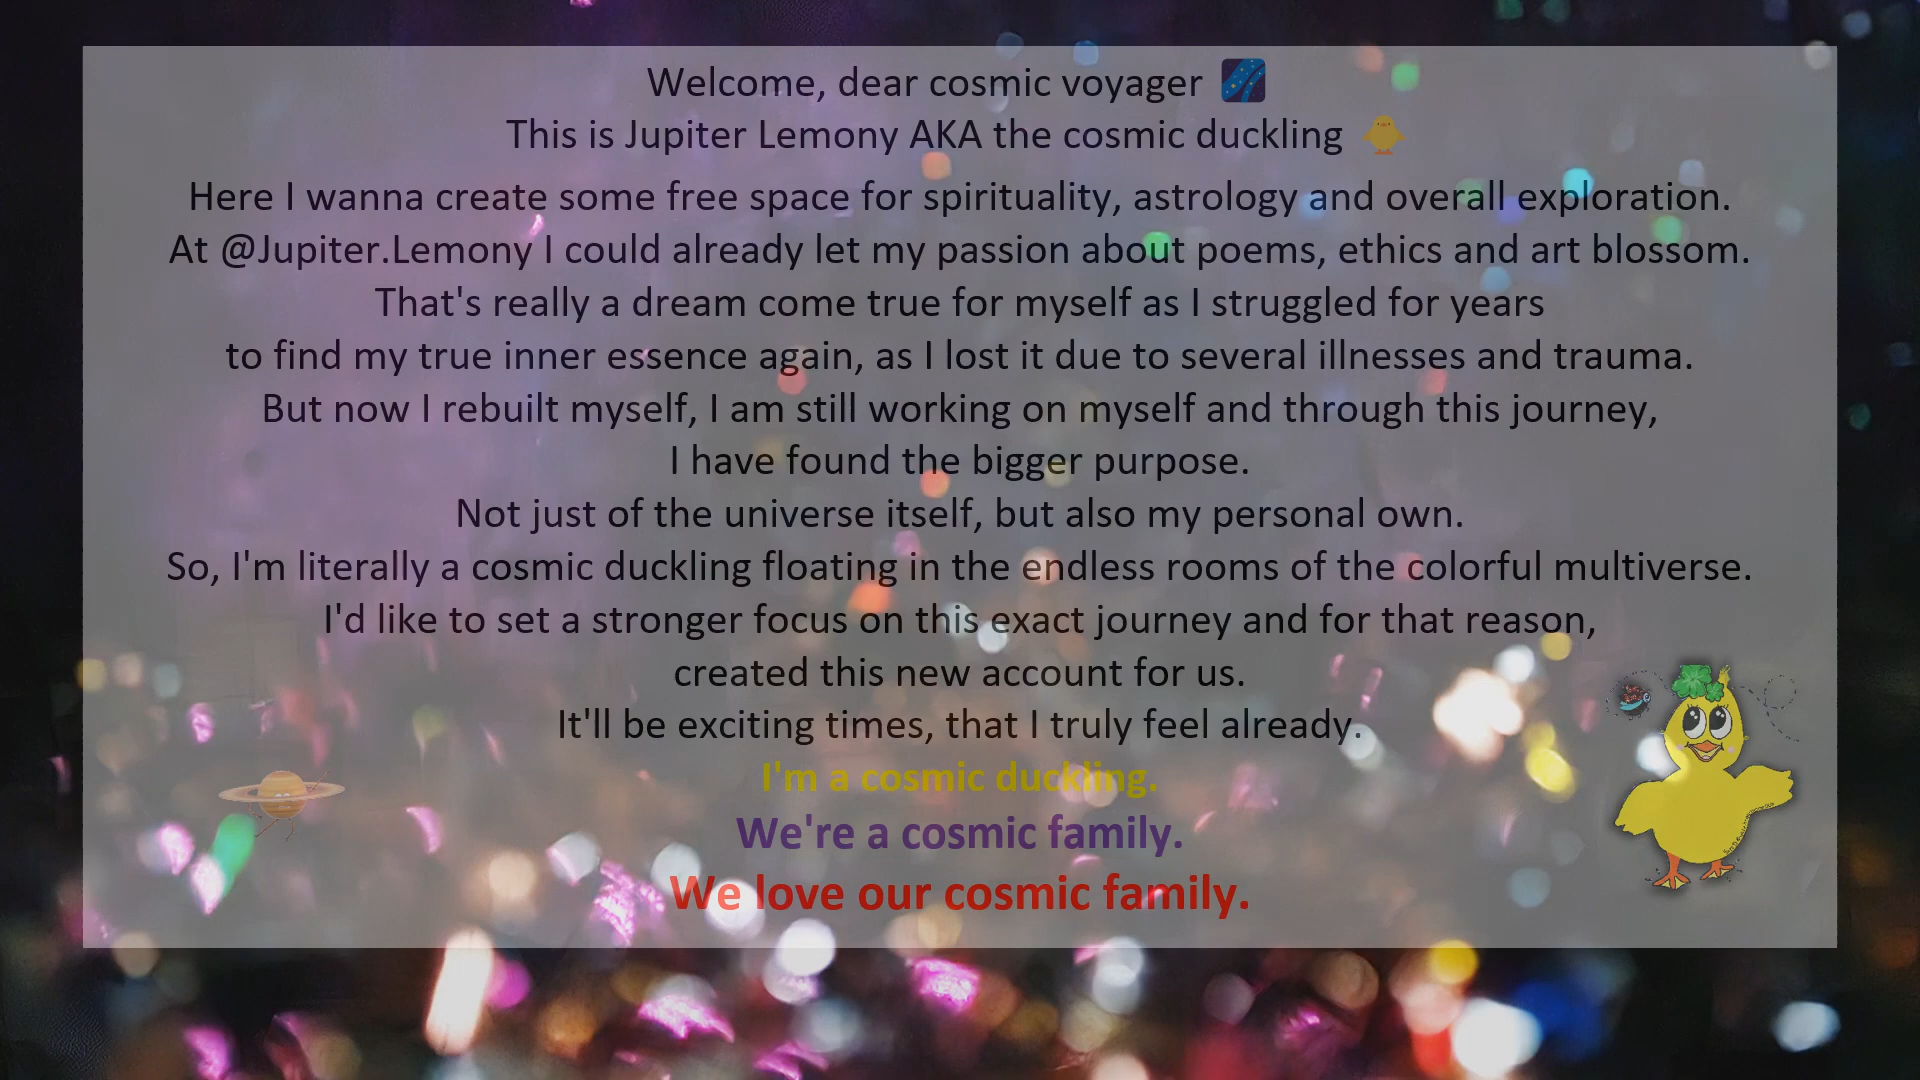 Welcome, dear cosmic voyager 🌌
This is Jupiter Lemony AKA the cosmic duckling 🐥
Here I wanna create some free space for spirituality, astrology and overall exploration.
At @Jupiter.Lemony I could already let my passion about poems, ethics and art blossom.
That's really a dream come true for myself as I struggled for years
to find my true inner essence again, as I lost it due to several illnesses and trauma.
But now I rebuilt myself, I am still working on myself and through this journey,
I have found the bigger purpose.
Not just of the universe itself, but also my personal own.
So, I'm literally a cosmic duckling floating in the endless rooms of the colorful multiverse.
I'd like to set a stronger focus on this exact journey and for that reason,
created this new account for us.
It'll be exciting times, that I truly feel already.
I'm a cosmic duckling.
We're a cosmic family.
We love our cosmic family.